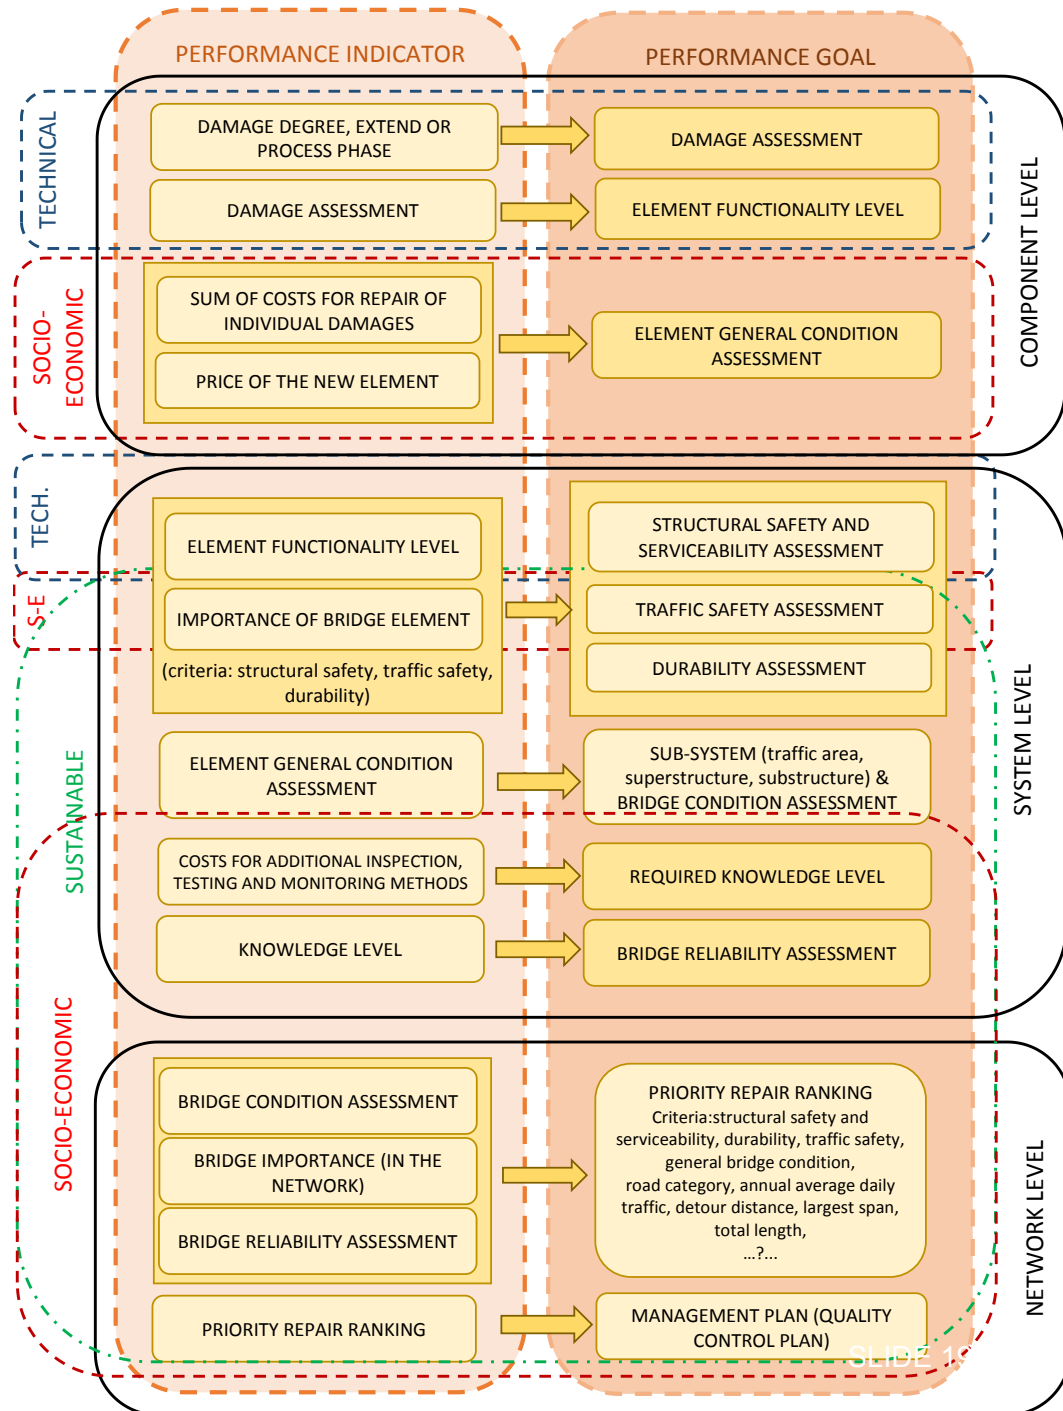 PERFORMANCE INDICATOR
PERFORMANCE GOAL
TECHNICAL
DAMAGE DEGREE, EXTEND OR
PROCESS PHASE
DAMAGE ASSESSMENT
DAMAGE ASSESSMENT
ELEMENT FUNCTIONALITY LEVEL
COMPONENT LEVEL
SOCIO-
ECONOMIC
SUM OF COSTS FOR REPAIR OF
INDIVIDUAL DAMAGES
PRICE OF THE NEW ELEMENT
ELEMENT GENERAL CONDITION
ASSESSMENT
TECH.
S-E
ELEMENT FUNCTIONALITY LEVEL
IMPORTANCE OF BRIDGE ELEMENT
(criteria: structural safety, traffic safety,
durability)
STRUCTURAL SAFETY AND
SERVICEABILITY ASSESSMENT
TRAFFIC SAFETY ASSESSMENT
DURABILITY ASSESSMENT
SYSTEM LEVEL
SUSTAINABLE
ELEMENT GENERAL CONDITION
ASSESSMENT
SUB-SYSTEM (traffic area,
superstructure, substructure) &
BRIDGE CONDITION ASSESSMENT
COSTS FOR ADDITIONAL INSPECTION,
TESTING AND MONITORING METHODS
REQUIRED KNOWLEDGE LEVEL
KNOWLEDGE LEVEL
BRIDGE RELIABILITY ASSESSMENT
SOCIO-ECONOMIC
BRIDGE CONDITION ASSESSMENT
BRIDGE IMPORTANCE (IN THE
NETWORK)
BRIDGE RELIABILITY ASSESSMENT
PRIORITY REPAIR RANKING
Criteria:structural safety and
serviceability, durability, traffic safety,
general bridge condition,
road category, annual average daily
traffic, detour distance, largest span,
total length,
...?...
NETWORK LEVEL
PRIORITY REPAIR RANKING
MANAGEMENT PLAN (QUALITY
CONTROL PLAN)
SLIDE 19